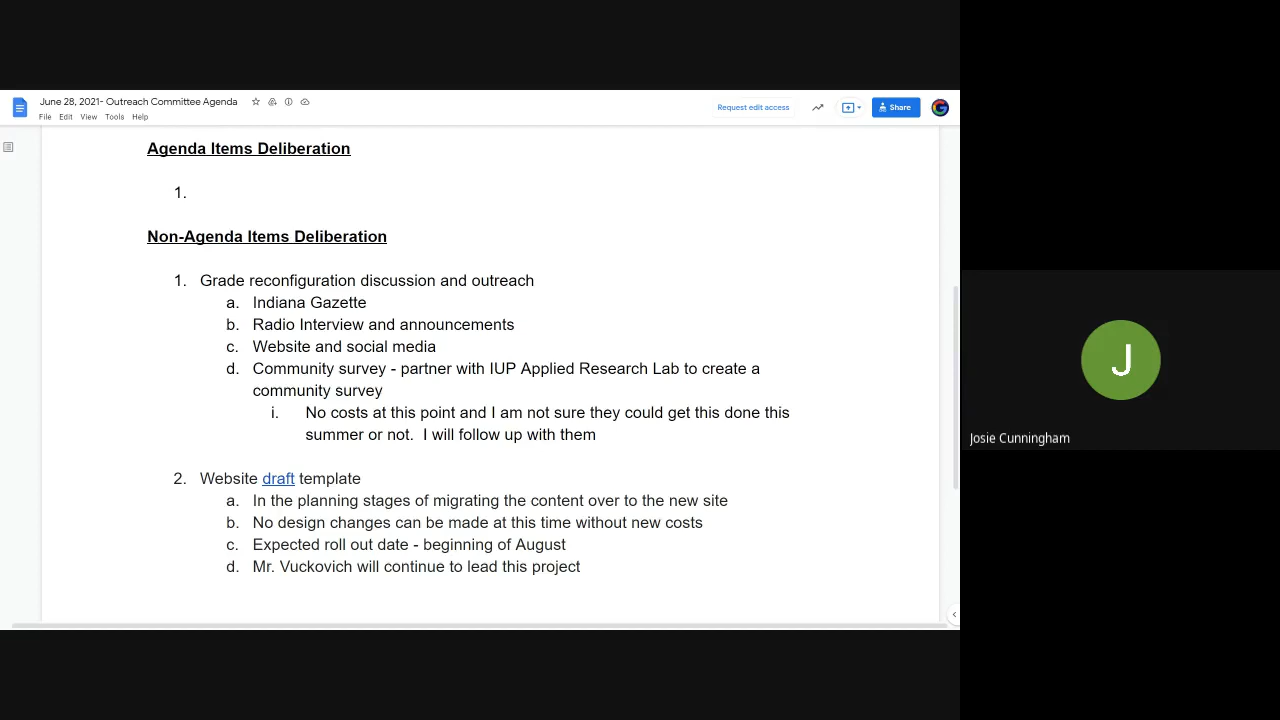 June 28, 2021- Outreach Committee Agenda
File Edit View Tools Help
Request edit access
Share
Agenda Items Deliberation
1.
Non-Agenda Items Deliberation
1. Grade reconfiguration discussion and outreach
a. Indiana Gazette
b. Radio Interview and announcements
c. Website and social media
d. Community survey - partner with IUP Applied Research Lab to create a
community survey
i. No costs at this point and I am not sure they could get this done this
summer or not.  I will follow up with them
2. Website draft template
a. In the planning stages of migrating the content over to the new site
b. No design changes can be made at this time without new costs
c. Expected roll out date - beginning of August
d. Mr. Vuckovich will continue to lead this project
J
Josie Cunningham